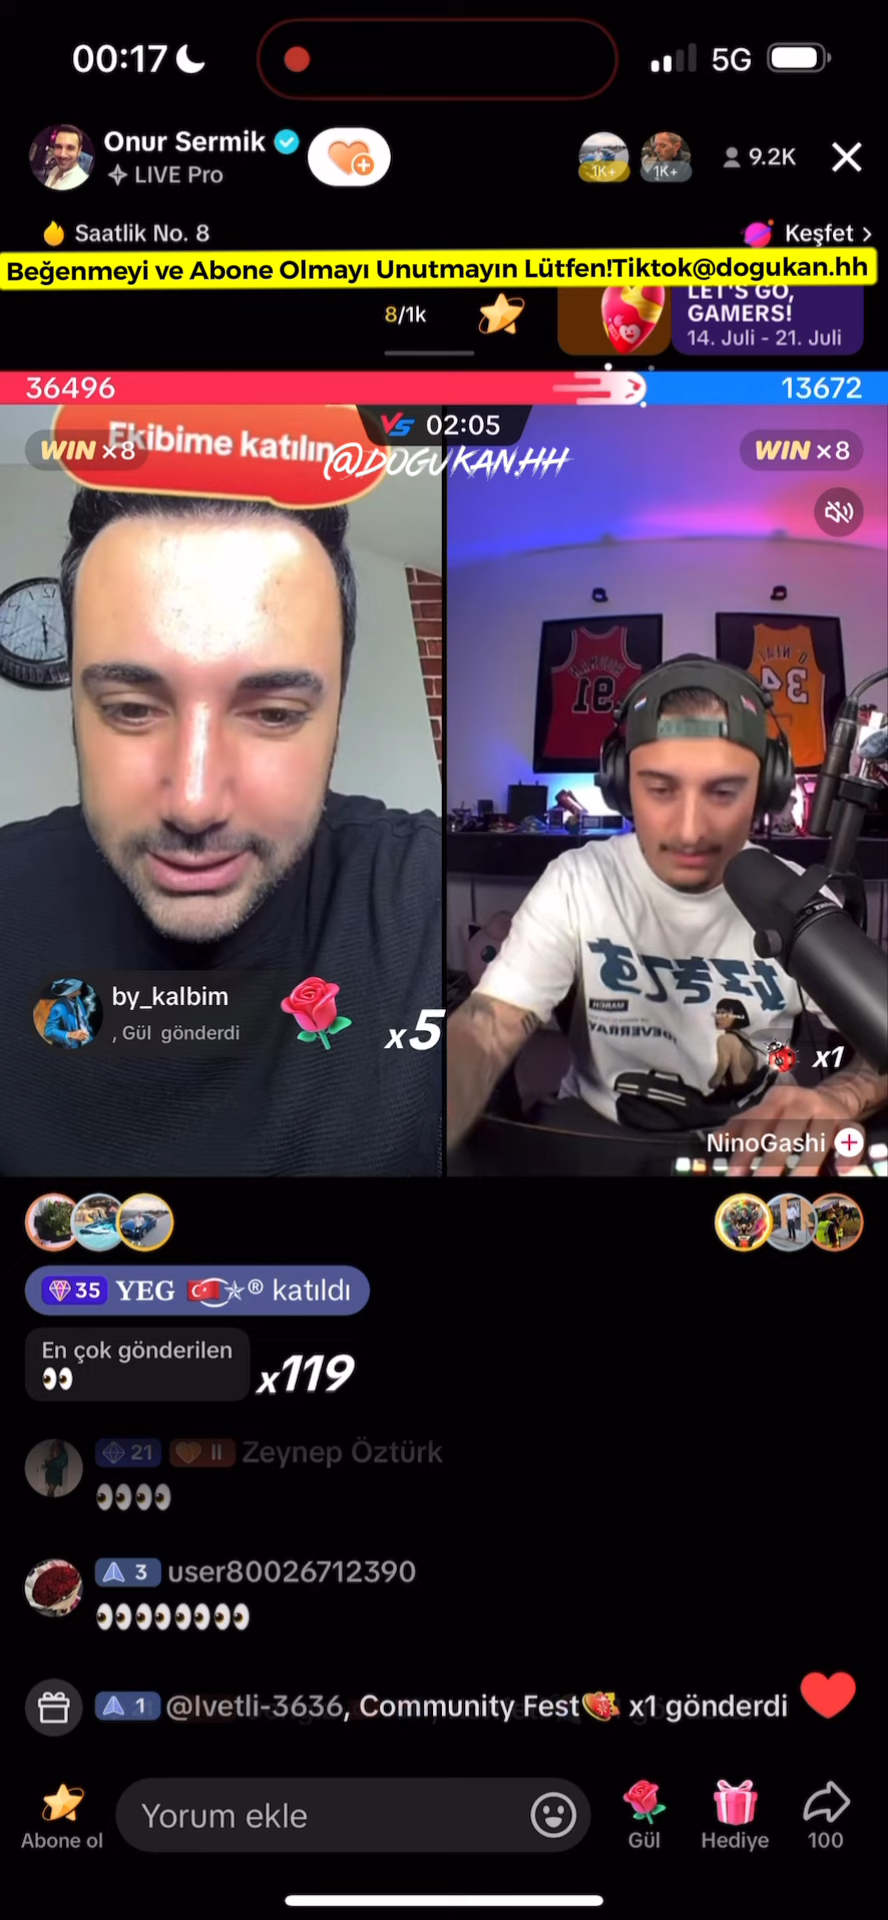 00:17
5G
Onur Sermik
LIVE Pro
1K+
1K+
9.2K
Saatlik No. 8
Keşfet >
Beğenmeyi ve Abone Olmayı Unutmayın Lütfen!Tiktok@dogukan.hh
8/1k
LET'S GO,
GAMERS!
14. Juli - 21. Juli
36496
13672
VS 02:05
Ekibime katılın
WIN x8
WIN x8
@DOGUKAN.HH
91
34
by_kalbim
, Gül gönderdi
x5
x1
NinoGashi
35 YEG 🇹🇷® katıldı
En çok gönderilen
👀
x119
21 II Zeynep Öztürk
👀👀
3 user80026712390
👀👀👀👀
1 @lvetli-3636, Community Fest x1 gönderdi
Abone ol
Yorum ekle
Gül
Hediye
100